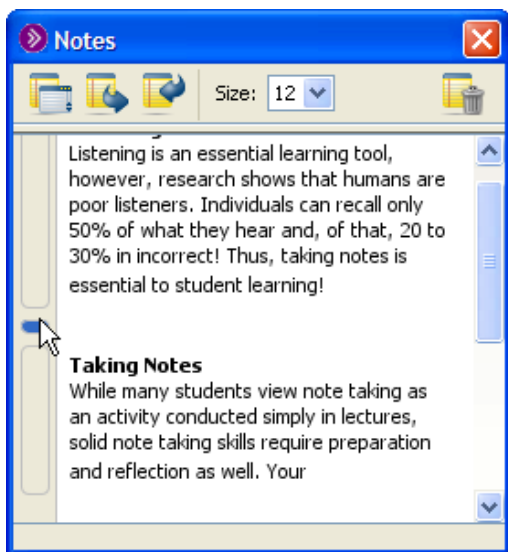 Notes
Size: 12
Listening is an essential learning tool,
however, research shows that humans are
poor listeners. Individuals can recall only
50% of what they hear and, of that, 20 to
30% in incorrect! Thus, taking notes is
essential to student learning!
Taking Notes
While many students view note taking as
an activity conducted simply in lectures,
solid note taking skills require preparation
and reflection as well. Your